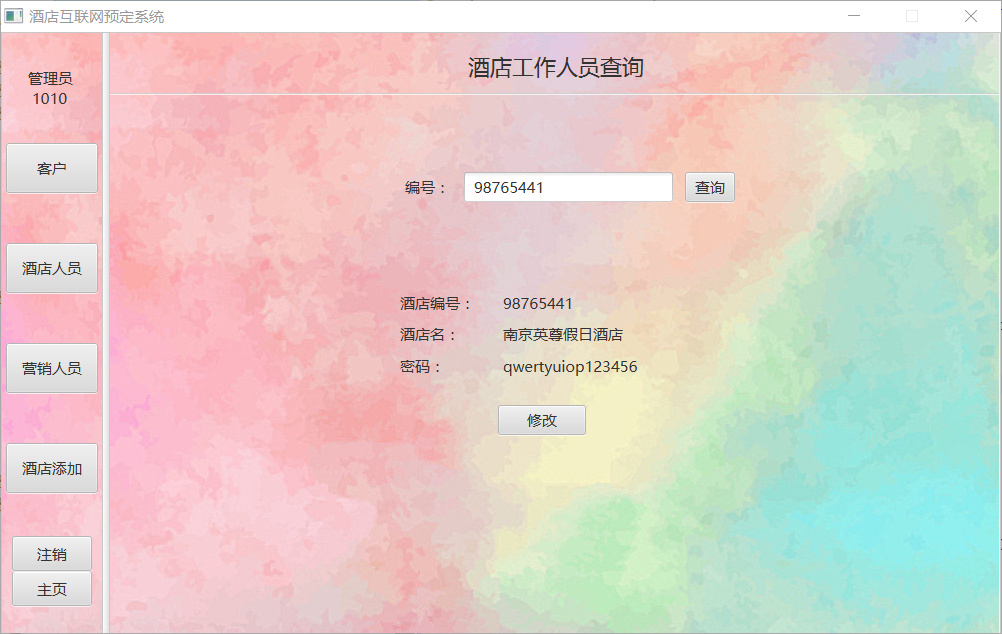 酒店互联网预定系统
管理员
1010
客户
酒店人员
营销人员
酒店添加
注销
主页
酒店工作人员查询
编号： 98765441 查询
酒店编号： 98765441
酒店名： 南京英尊假日酒店
密码： qwertyuiop123456
修改